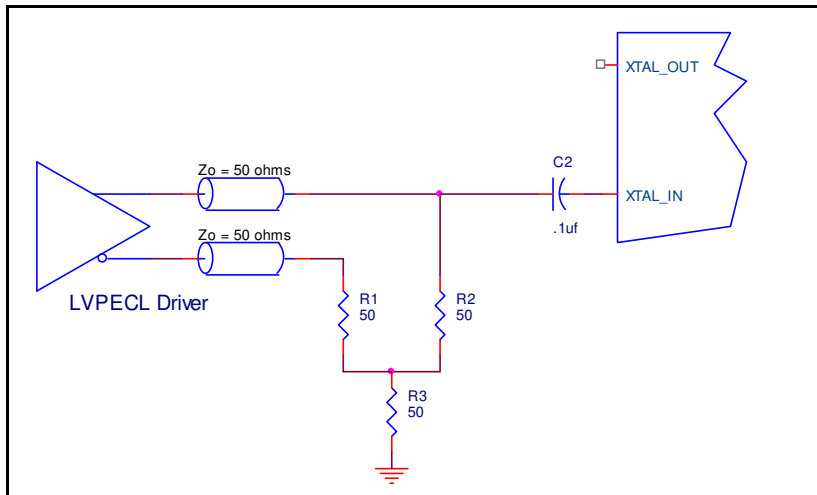 XTAL_OUT
C2
Zo = 50 ohms
XTAL_IN
.1uf
Zo = 50 ohms
LVPECL Driver
R1
50
R2
50
R3
50